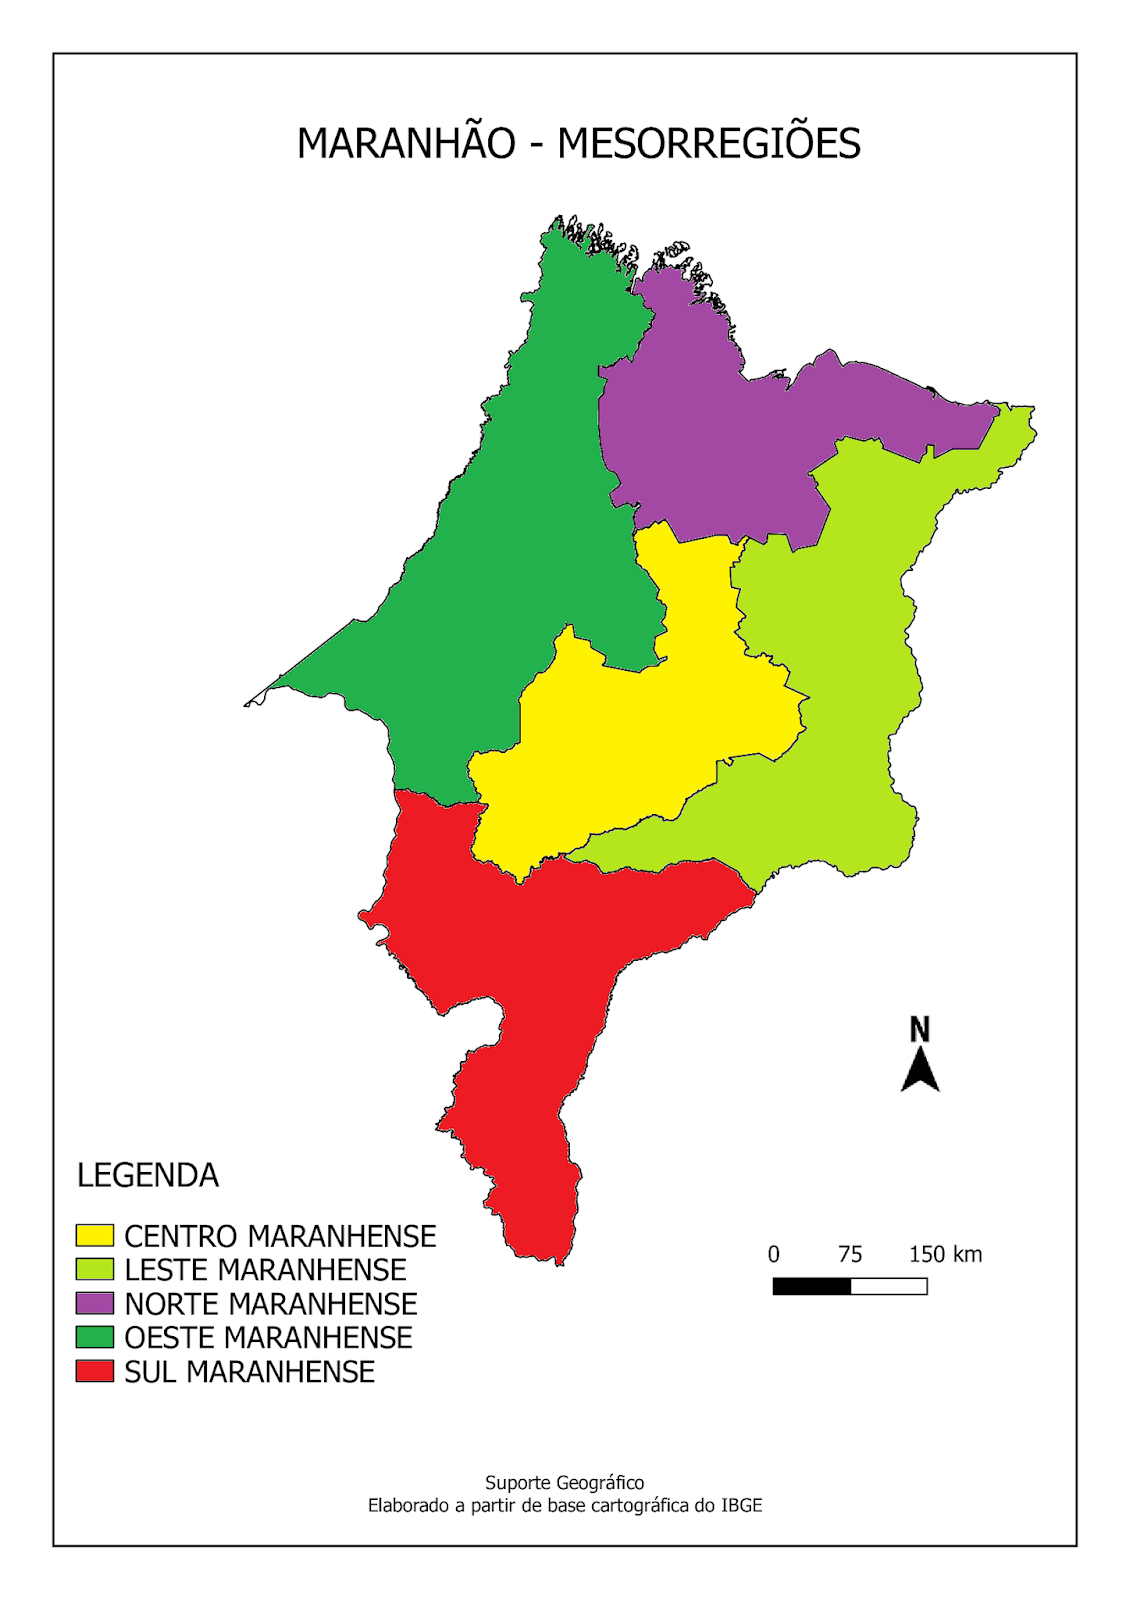 MARANHÃO - MESORREGIÕES
N
LEGENDA
CENTRO MARANHENSE
LESTE MARANHENSE
NORTE MARANHENSE
OESTE MARANHENSE
SUL MARANHENSE
0 75 150 km
Suporte Geográfico
Elaborado a partir de base cartográfica do IBGE